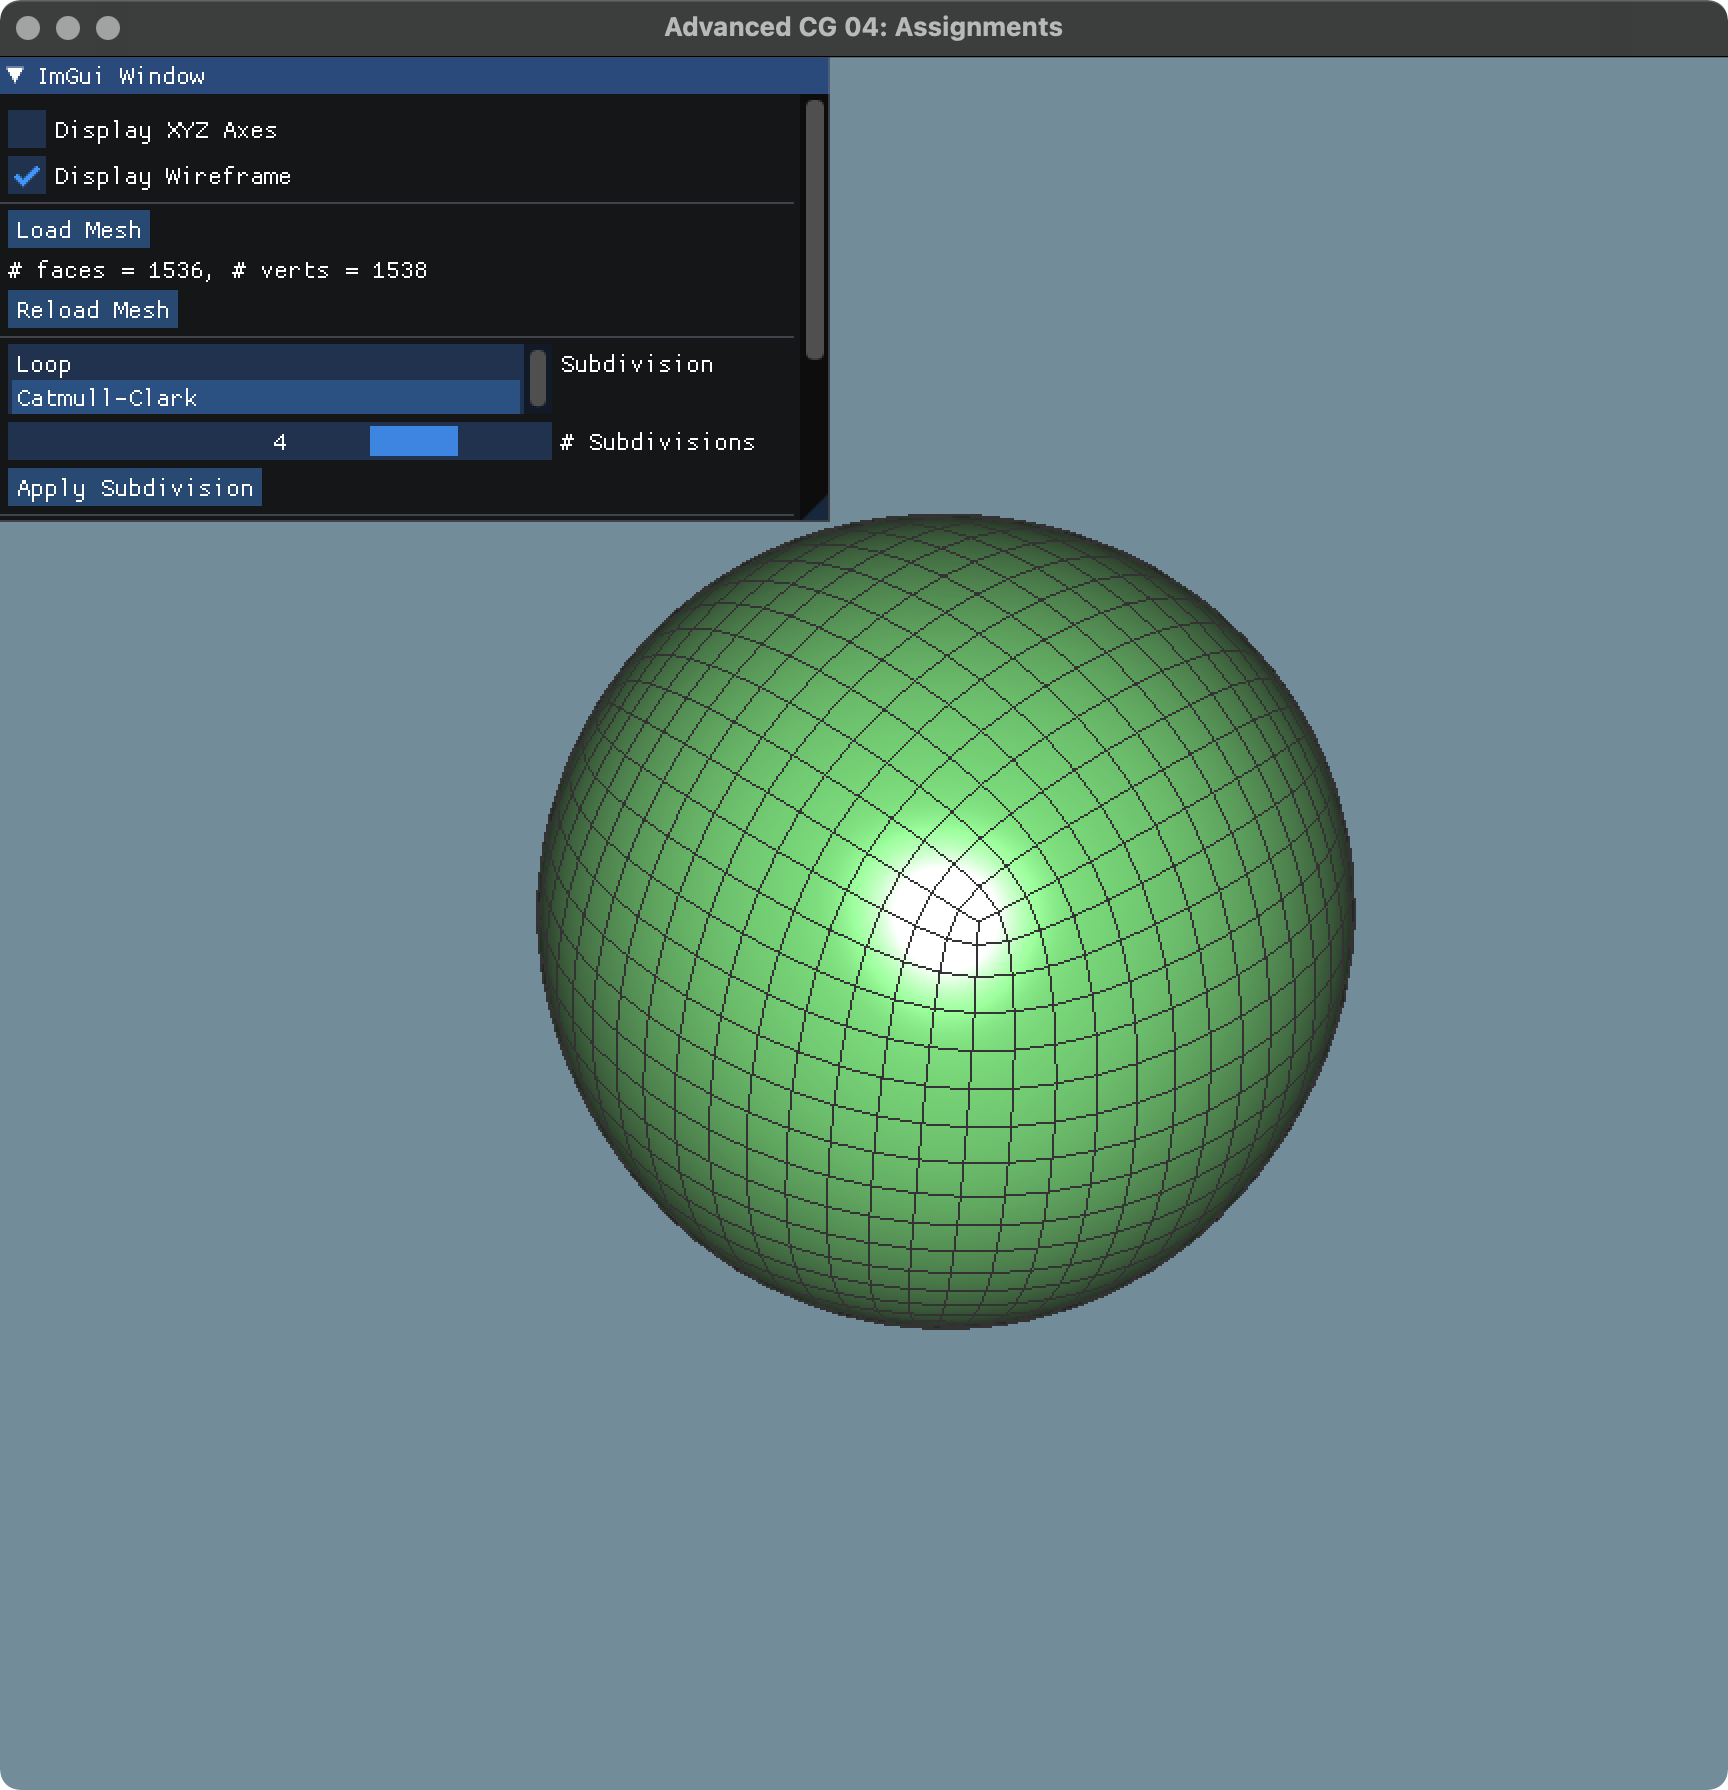 Advanced CG 04: Assignments
ImGui Window
Display XYZ Axes
Display Wireframe
Load Mesh
# faces = 1536, # verts = 1538
Reload Mesh
Loop
Subdivision
Catmull-Clark
4
# Subdivisions
Apply Subdivision